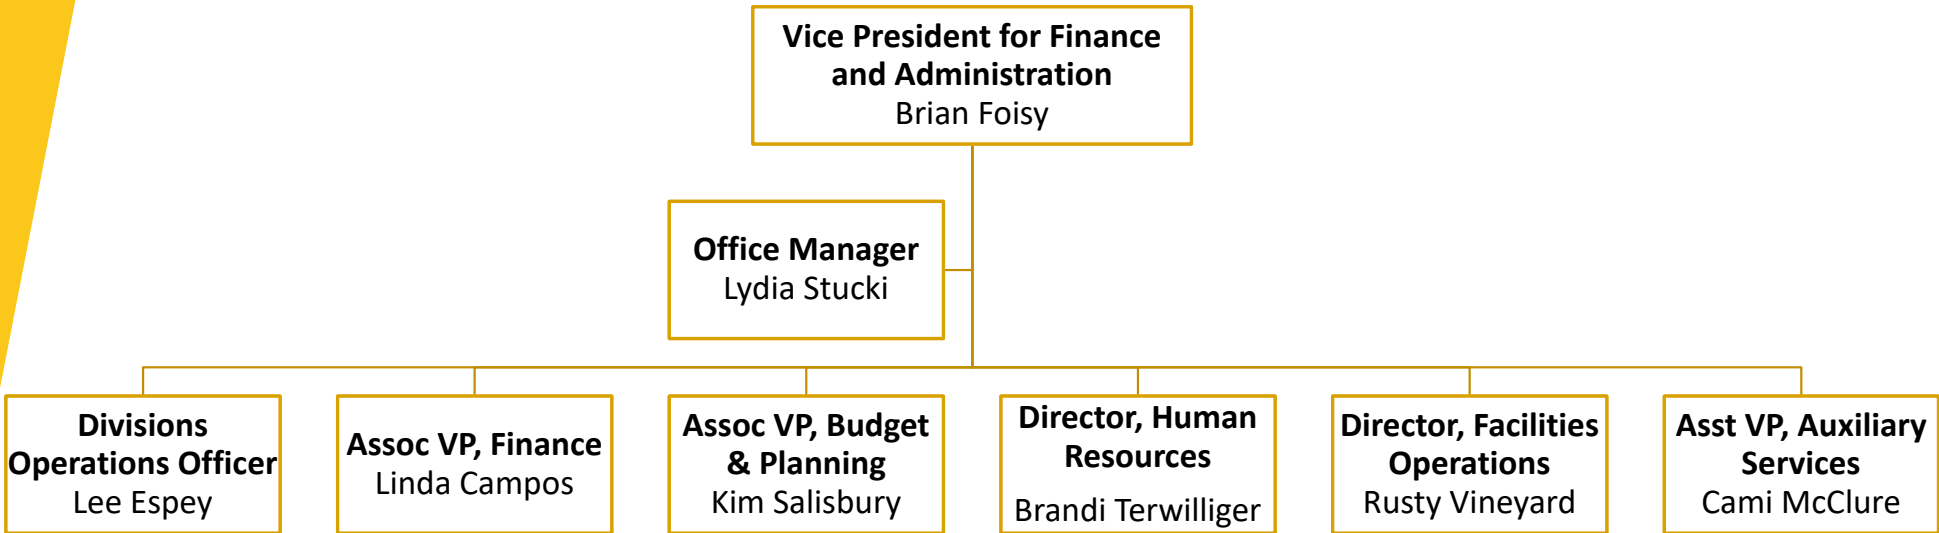 Vice President for Finance
and Administration
Brian Foisy
Office Manager
Lydia Stucki
Divisions
Operations Officer
Lee Espey
Assoc VP, Finance
Linda Campos
Assoc VP, Budget
& Planning
Kim Salisbury
Director, Human
Resources
Brandi Terwilliger
Director, Facilities
Operations
Rusty Vineyard
Asst VP, Auxiliary
Services
Cami McClure